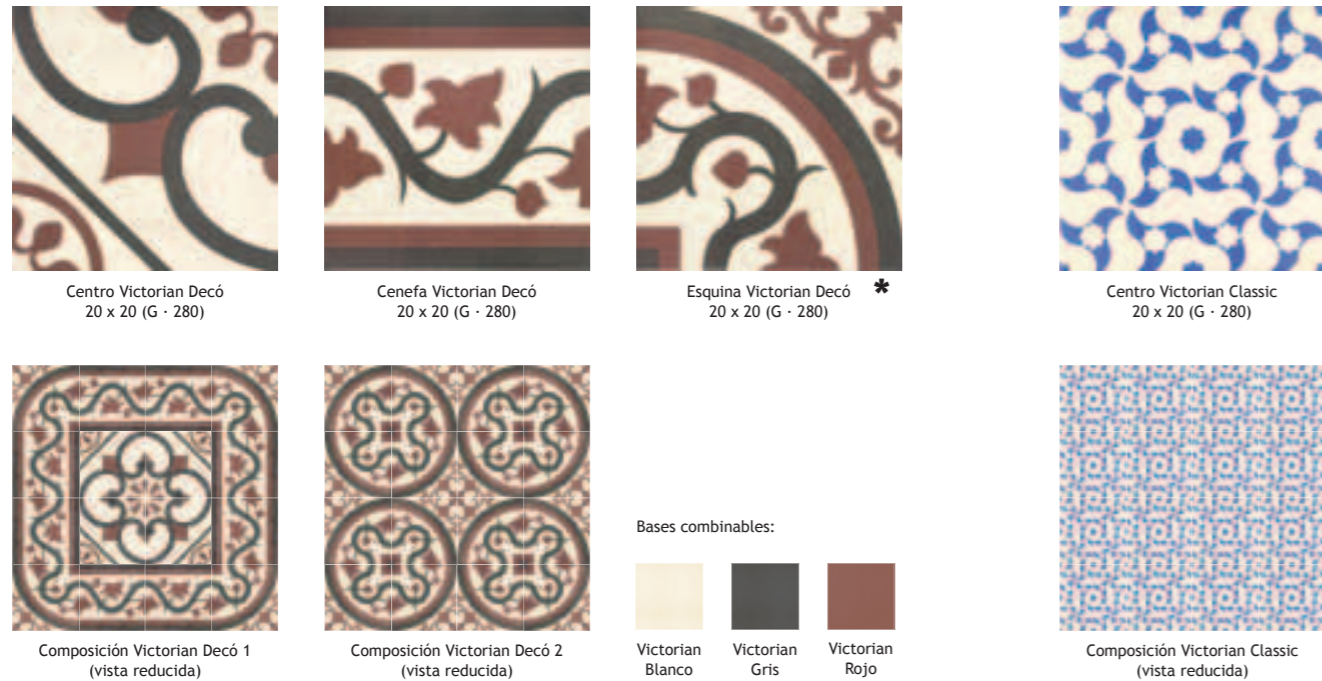 Centro Victorian Decó
20 x 20 (G · 280)
Cenefa Victorian Decó
20 x 20 (G · 280)
Esquina Victorian Decó *
20 x 20 (G · 280)
Centro Victorian Classic
20 x 20 (G · 280)
Composición Victorian Decó 1
(vista reducida)
Composición Victorian Decó 2
(vista reducida)
Bases combinables:
Victorian
Blanco
Victorian
Gris
Victorian
Rojo
Composición Victorian Classic
(vista reducida)